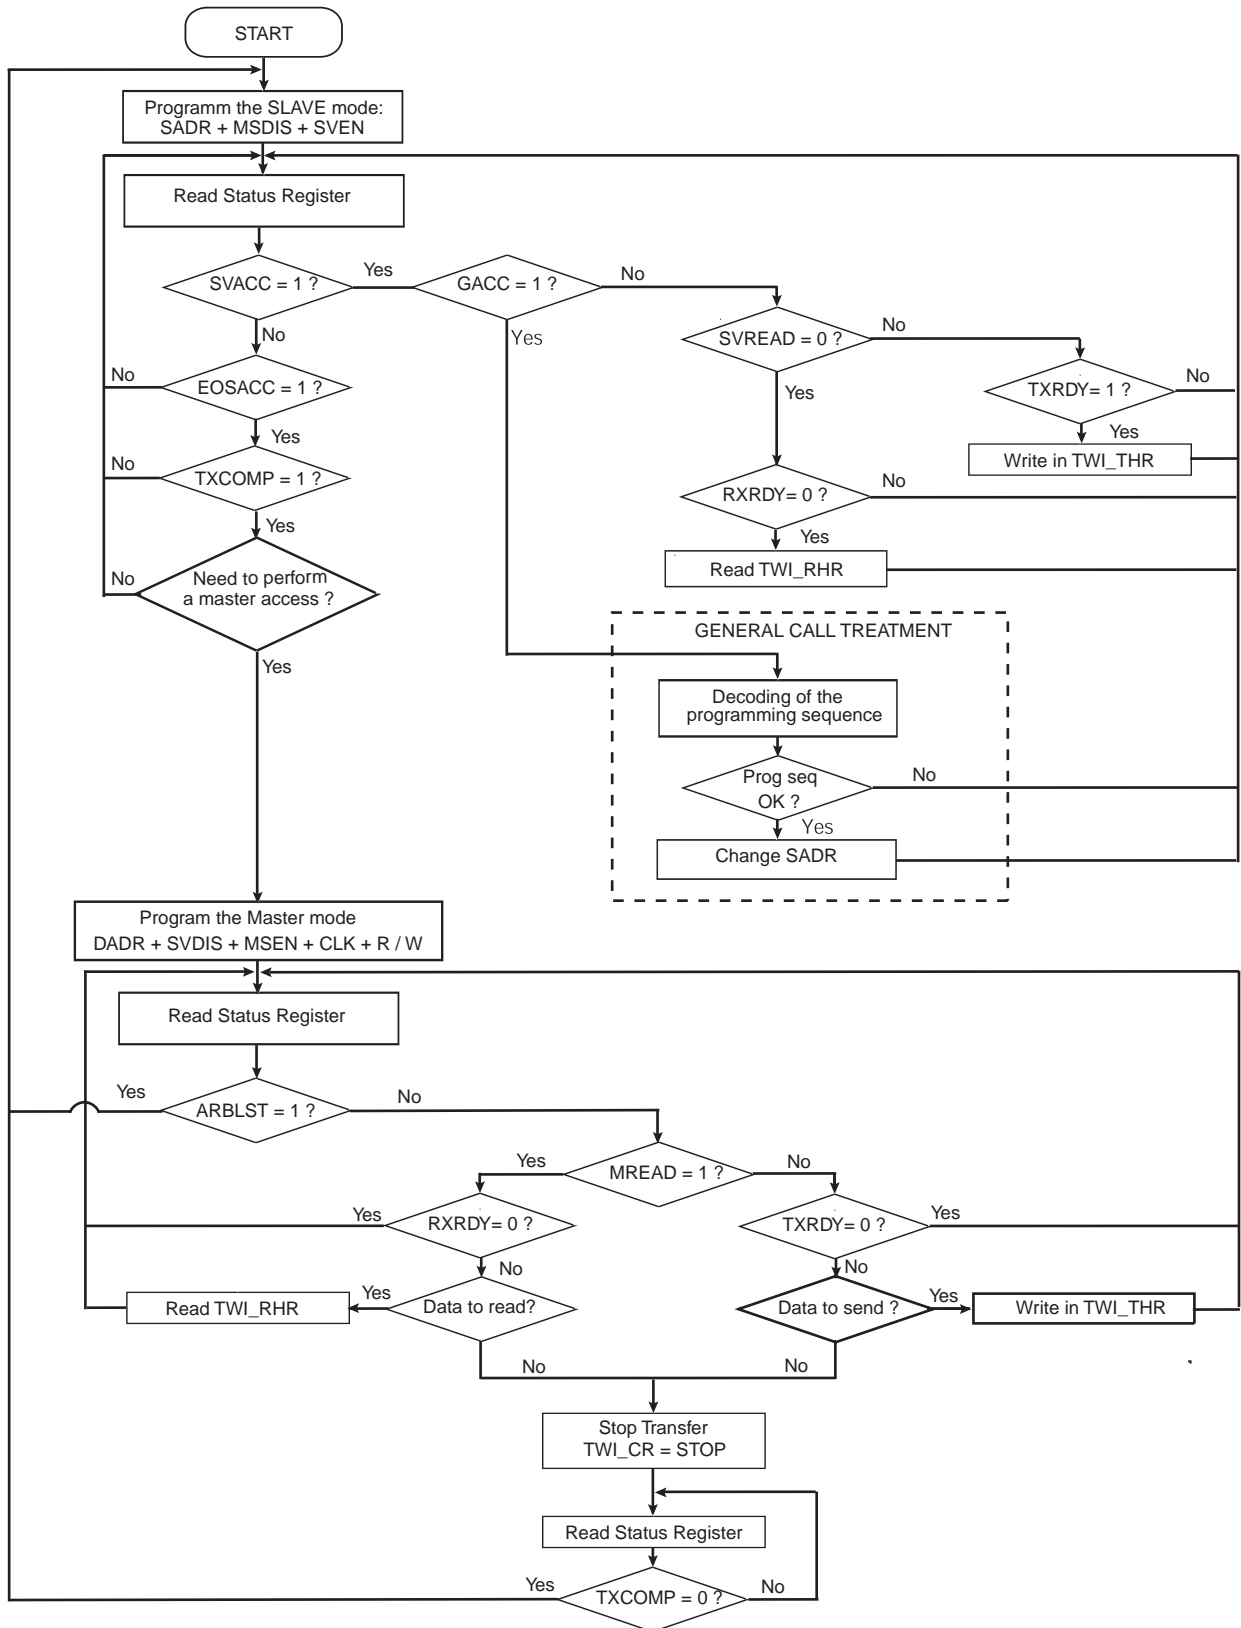 START
Programm the SLAVE mode:
SADR + MSDIS + SVEN
Read Status Register
SVACC = 1 ?
Yes
GACC = 1 ?
No
No
Yes
SVREAD = 0 ?
No
EOSACC = 1 ?
No
Yes
Yes
TXRDY= 1 ?
No
Yes
Write in TWI_THR
TXCOMP = 1 ?
No
Yes
RXRDY= 0 ?
No
Yes
Read TWI_RHR
Need to perform
a master access ?
No
Yes
GENERAL CALL TREATMENT
Decoding of the
programming sequence
Prog seq
OK ?
No
Yes
Change SADR
Program the Master mode
DADR + SVDIS + MSEN + CLK + R / W
Read Status Register
Yes
ARBLST = 1 ?
No
Yes
MREAD = 1 ?
No
Yes
RXRDY= 0 ?
TXRDY= 0 ?
Yes
No
No
Read TWI_RHR
Yes
Data to read?
Data to send ?
Yes
Write in TWI_THR
No
No
Stop Transfer
TWI_CR = STOP
Read Status Register
Yes
TXCOMP = 0 ?
No